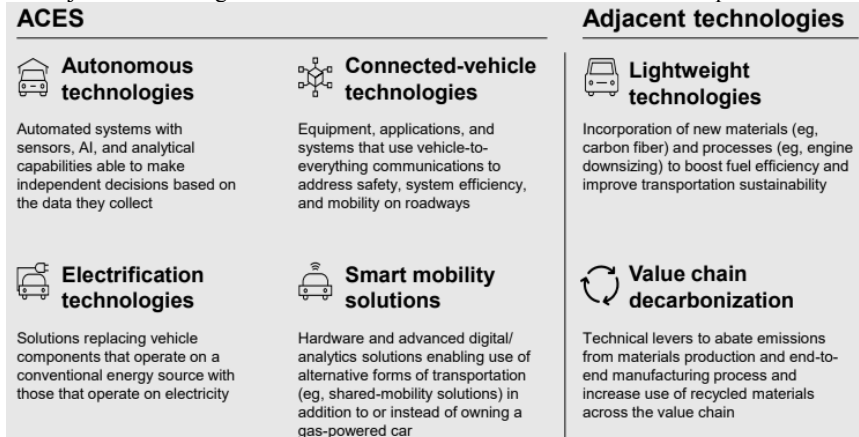 ACES
Adjacent technologies
Autonomous
technologies
Automated systems with
sensors, AI, and analytical
capabilities able to make
independent decisions based on
the data they collect
Connected-vehicle
technologies
Equipment, applications, and
systems that use vehicle-to-
everything communications to
address safety, system efficiency,
and mobility on roadways
Lightweight
technologies
Incorporation of new materials (eg,
carbon fiber) and processes (eg, engine
downsizing) to boost fuel efficiency and
improve transportation sustainability
Electrification
technologies
Solutions replacing vehicle
components that operate on a
conventional energy source with
those that operate on electricity
Smart mobility
solutions
Hardware and advanced digital/
analytics solutions enabling use of
alternative forms of transportation
(eg, shared-mobility solutions) in
addition to or instead of owning a
gas-powered car
Value chain
decarbonization
Technical levers to abate emissions
from materials production and end-to-
end manufacturing process and
increase use of recycled materials
across the value chain